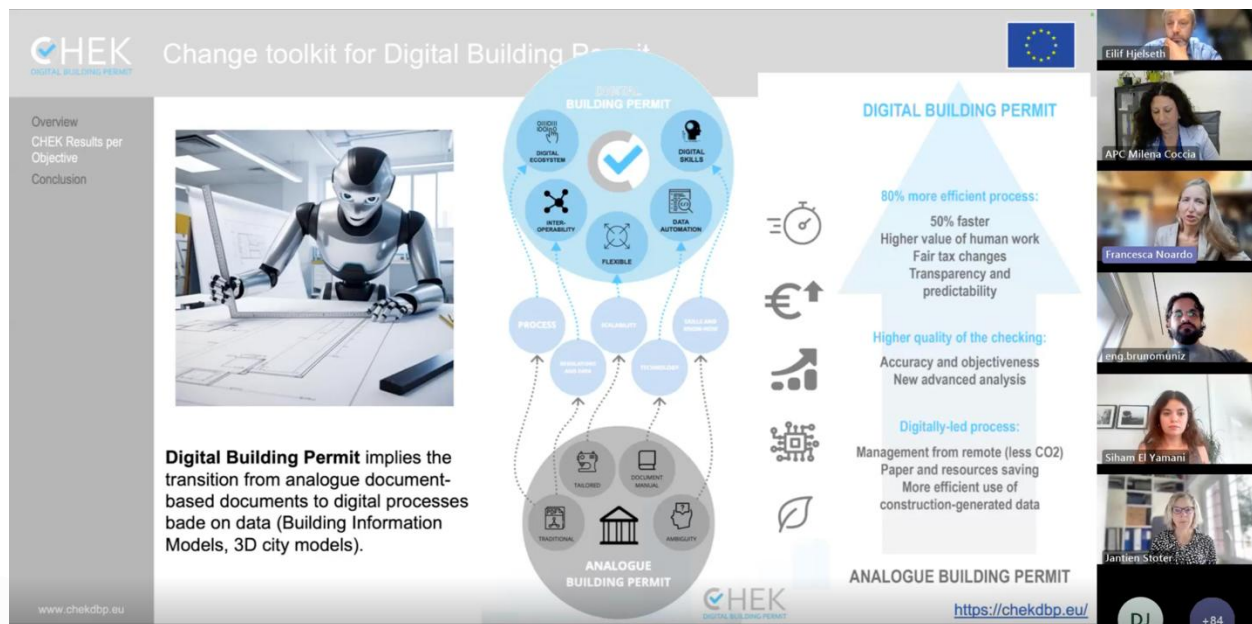 CHEK
DIGITAL BUILDING PERMIT
Change toolkit for Digital Building Permit
Overview
CHEK Results per
Objective
Conclusion
Digital Building Permit implies the
transition from analogue document-
based documents to digital processes
bade on data (Building Information
Models, 3D city models).
www.chekdbp.eu
DIGITAL
BUILDING PERMIT
DIGITAL
ECOSYSTEM
DIGITAL
SKILLS
INTER-
OPERABILITY
DATA
AUTOMATION
FLEXIBLE
PROCESS
SCALABILITY
SKILLS AND
KNOW-HOW
TECHNOLOGY
TAILORED
DOCUMENT
MANUAL
TRADITIONAL
AMBIGUITY
ANALOGUE
BUILDING PERMIT
DIGITAL BUILDING PERMIT
80% more efficient process:
50% faster
Higher value of human work
Fair tax changes
Transparency and
predictability
Higher quality of the checking:
Accuracy and objectiveness
New advanced analysis
Digitally-led process:
Management from remote (less CO2)
Paper and resources saving
More efficient use of
construction-generated data
ANALOGUE BUILDING PERMIT
CHEK
DIGITAL BUILDING PERMIT
https://chekdbp.eu/
Eilif Hjelseth
APC Milena Coccia
Francesca Noardo
eng.brunomuniz
Siham El Yamani
Jantien Stoter
DJ
+84